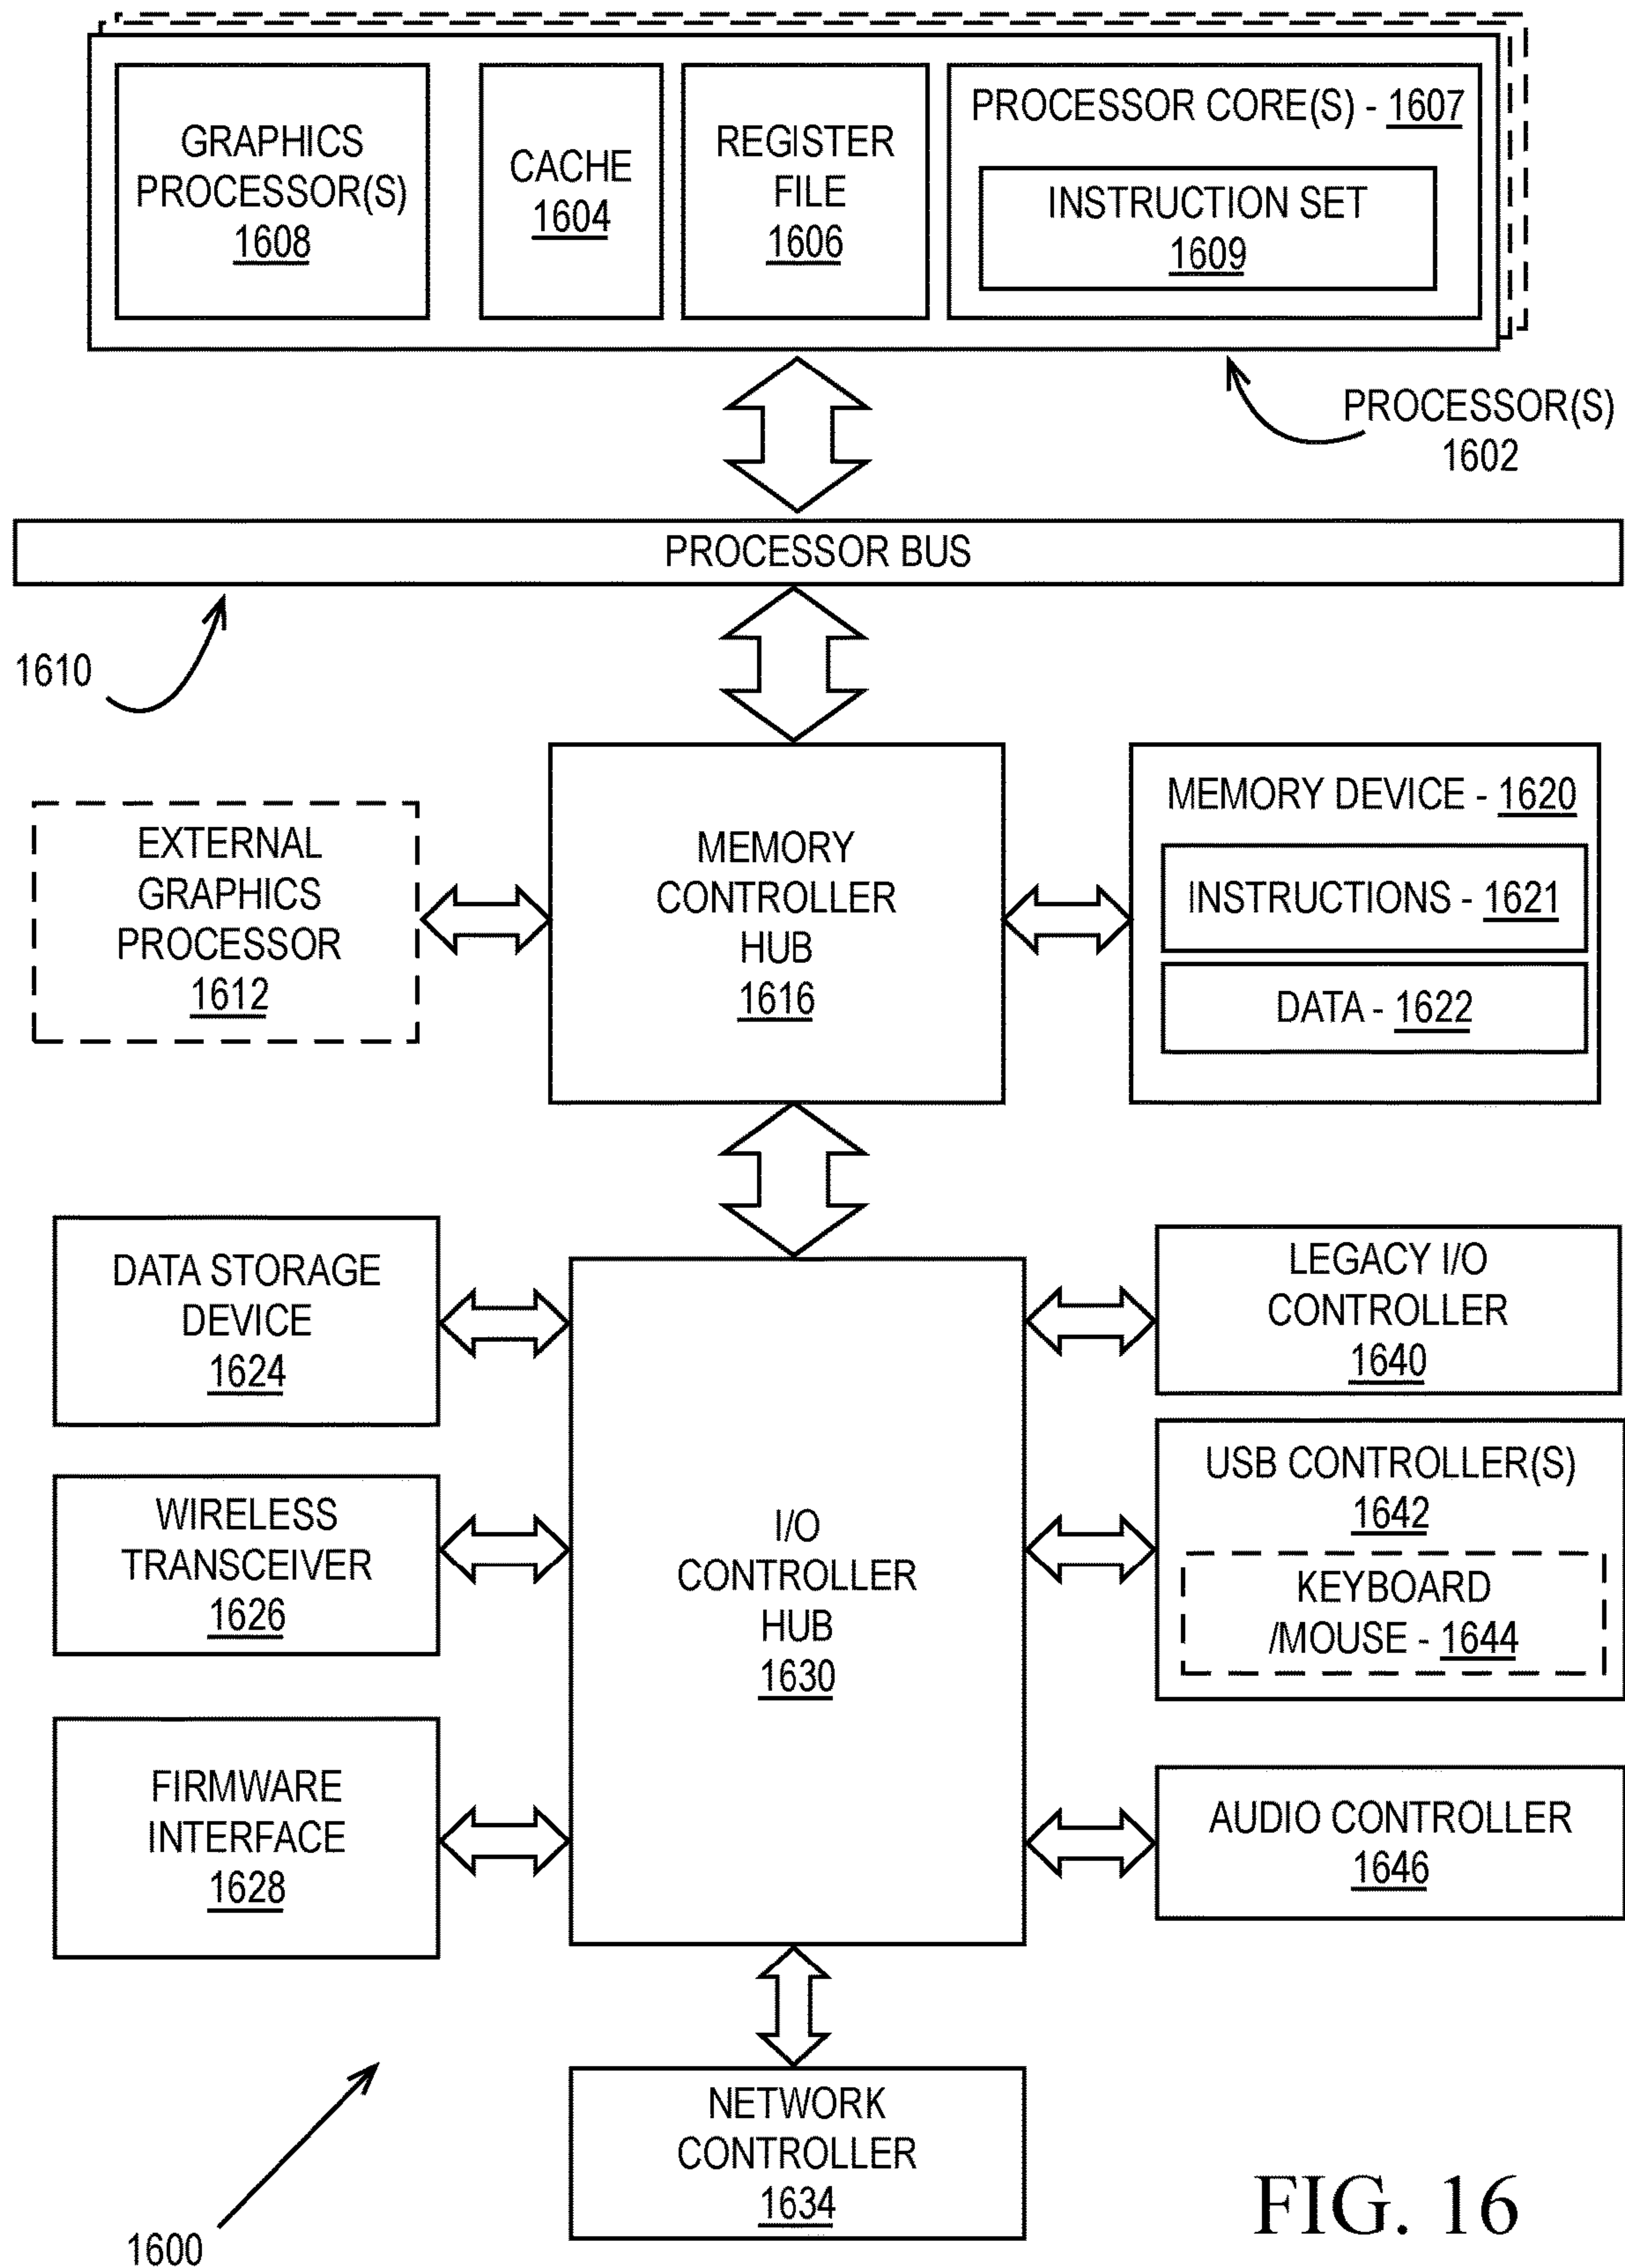 GRAPHICS
PROCESSOR(S)
1608
CACHE
1604
REGISTER
FILE
1606
PROCESSOR CORE(S) - 1607
INSTRUCTION SET
1609
PROCESSOR(S)
1602
PROCESSOR BUS
1610
EXTERNAL
GRAPHICS
PROCESSOR
1612
MEMORY
CONTROLLER
HUB
1616
MEMORY DEVICE - 1620
INSTRUCTIONS - 1621
DATA - 1622
DATA STORAGE
DEVICE
1624
WIRELESS
TRANSCEIVER
1626
FIRMWARE
INTERFACE
1628
I/O
CONTROLLER
HUB
1630
LEGACY I/O
CONTROLLER
1640
USB CONTROLLER(S)
1642
KEYBOARD
/MOUSE - 1644
AUDIO CONTROLLER
1646
NETWORK
CONTROLLER
1634
1600
FIG. 16